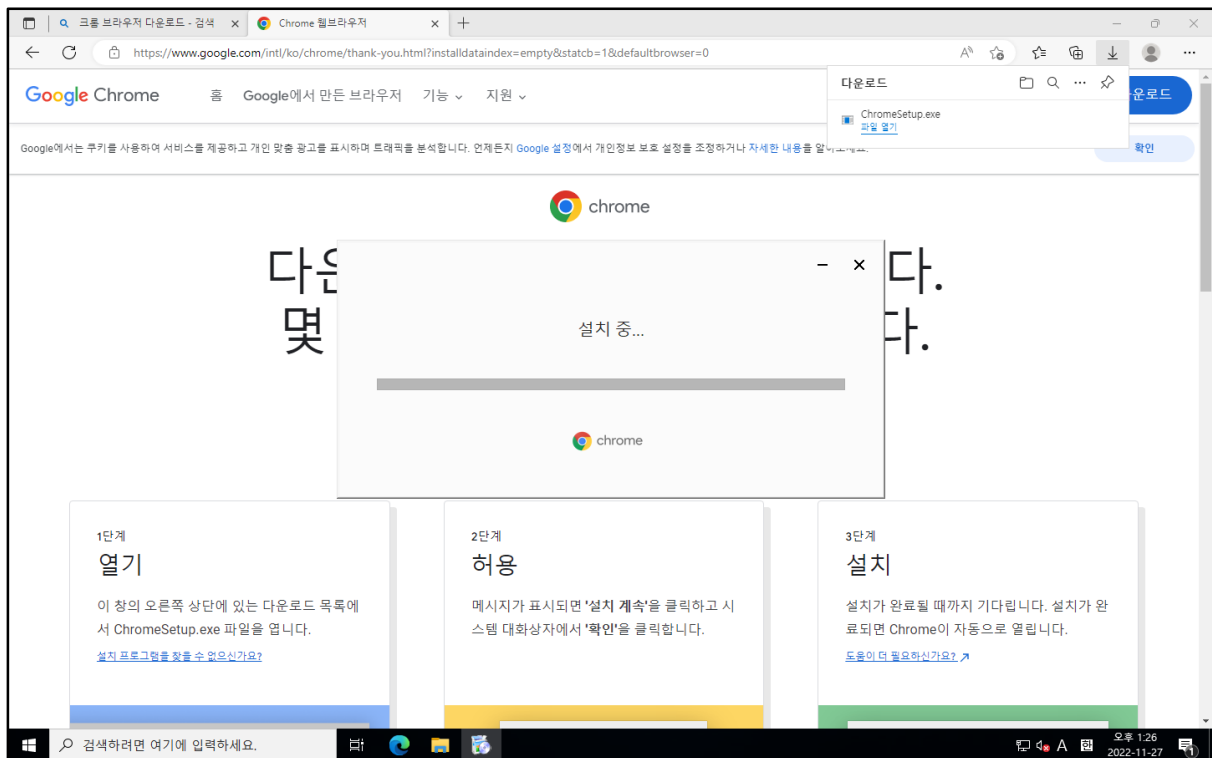 크롬 브라우저 다운로드 - 검색
Chrome 웹브라우저
https://www.google.com/intl/ko/chrome/thank-you.html?installdataindex=empty&statcb=1&defaultbrowser=0
다운로드
ChromeSetup.exe
파일 열기
Google Chrome 홈 Google에서 만든 브라우저 기능 지원
운로드
Google에서는 쿠키를 사용하여 서비스를 제공하고 개인 맞춤 광고를 표시하며 트래픽을 분석합니다. 언제든지 Google 설정에서 개인정보 보호 설정을 조정하거나 자세한 내용을
확인
chrome
다운
다.
몇
다.
설치 중...
chrome
1단계
열기
이 창의 오른쪽 상단에 있는 다운로드 목록에
서 ChromeSetup.exe 파일을 엽니다.
설치 프로그램을 찾을 수 없으신가요?
2단계
허용
메시지가 표시되면 '설치 계속'을 클릭하고 시
스템 대화상자에서 '확인'을 클릭합니다.
3단계
설치
설치가 완료될 때까지 기다립니다. 설치가 완
료되면 Chrome이 자동으로 열립니다.
도움이 더 필요하신가요?
검색하려면 여기에 입력하세요.
A 한
오후 1:26
2022-11-27
1